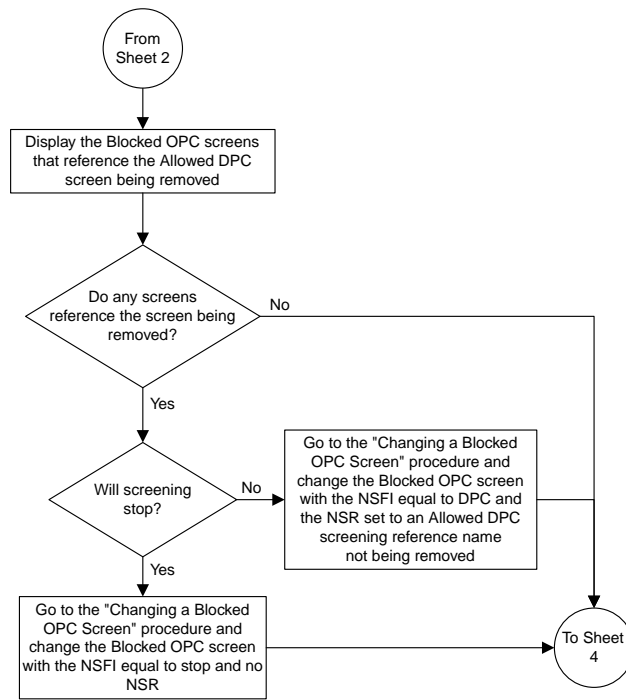 From
Sheet 2
Display the Blocked OPC screens
that reference the Allowed DPC
screen being removed
Do any screens
reference the screen being
removed?
No
Yes
Will screening
stop?
No
Go to the "Changing a Blocked
OPC Screen" procedure and
change the Blocked OPC screen
with the NSFI equal to DPC and
the NSR set to an Allowed DPC
screening reference name
not being removed
Yes
Go to the "Changing a Blocked
OPC Screen" procedure and
change the Blocked OPC screen
with the NSFI equal to stop and no
NSR
To Sheet
4